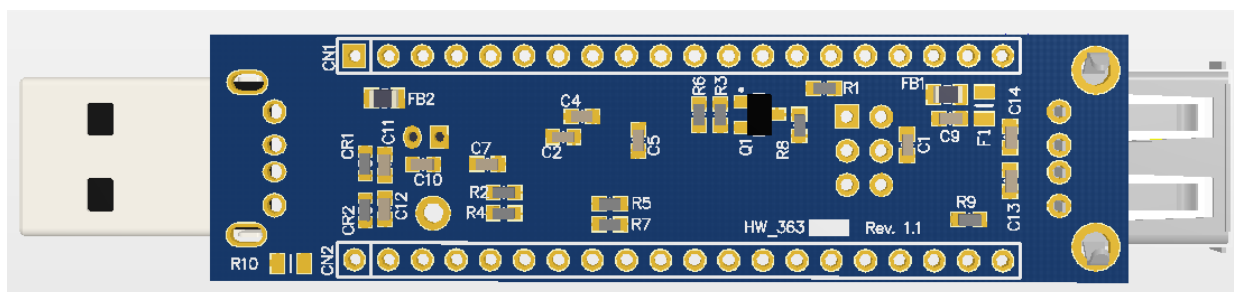 CN1
FB2
C4
R6
R3
R1
FB1
C14
CR1
C11
C2
C5
Q1
R8
C1
C9
F1
C7
C10
R2
CR2
C12
R4
R5
R7
C13
R9
HW_363
Rev. 1.1
R10
CN2